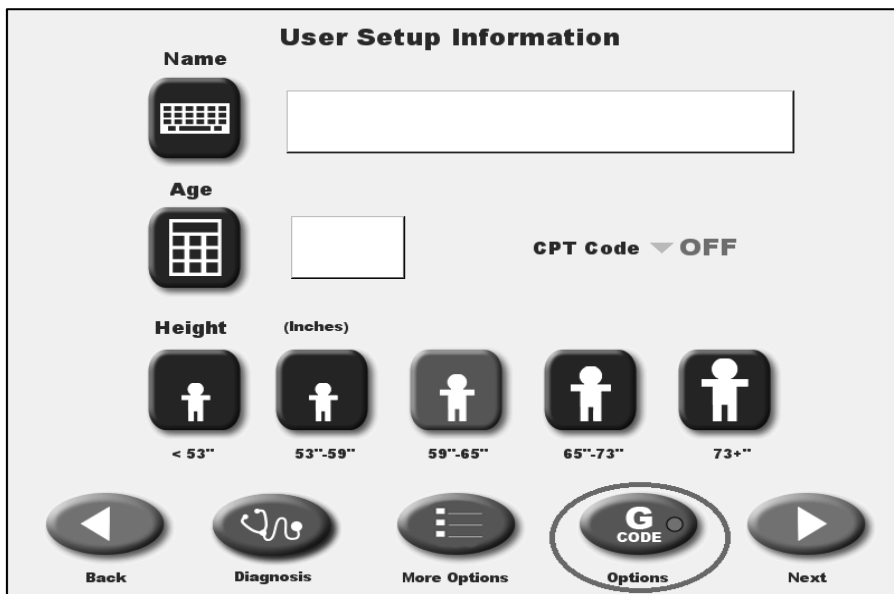 User Setup Information
Name
Age
CPT Code OFF
Height (Inches)
< 53" 53"-59" 59"-65" 65"-73" 73+"
G
CODE
Back Diagnosis More Options Options Next